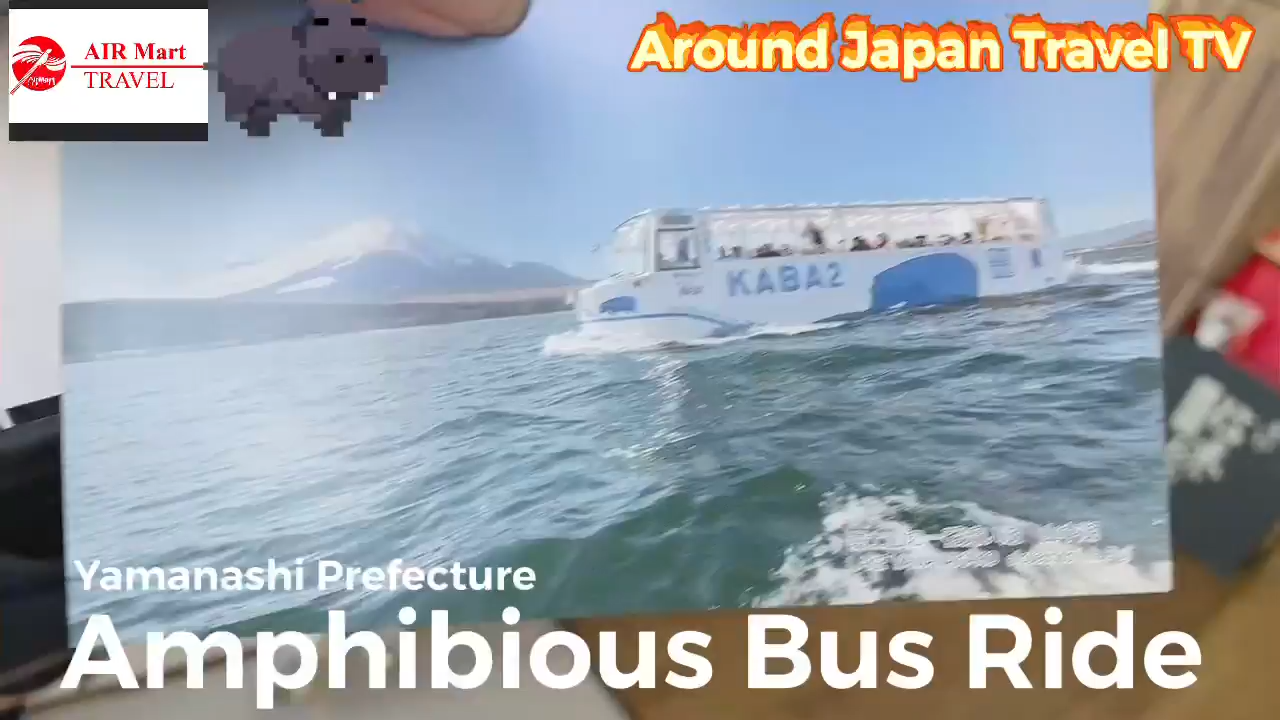 AIR Mart
TRAVEL
Around Japan Travel TV
KABA2
Yamanashi Prefecture
Amphibious Bus Ride